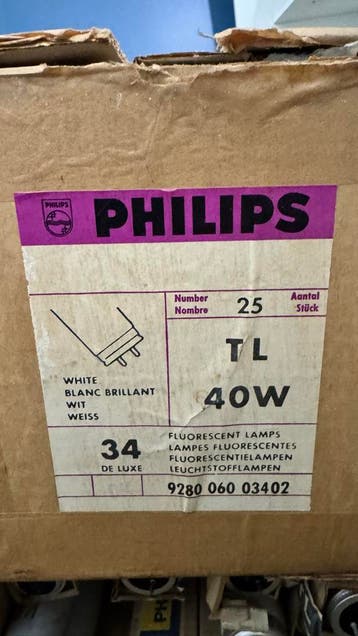 PHILIPS
PHILIPS
Number 25 Aantal
Nombre Stück
WHITE
BLANC BRILLANT
WIT
WEISS
TL
40W
34
DE LUXE
FLUORESCENT LAMPS
LAMPES FLUORESCENTES
FLUORESCENTIELAMPEN
LEUCHTSTOFFLAMPEN
9280 060 03402